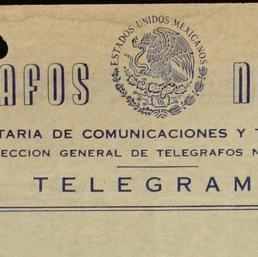 ESTADOS UNIDOS MEXICANOS
AFOS N
TARIA DE COMUNICACIONES Y T
ECCION GENERAL DE TELEGRAFOS N
TELEGRAM